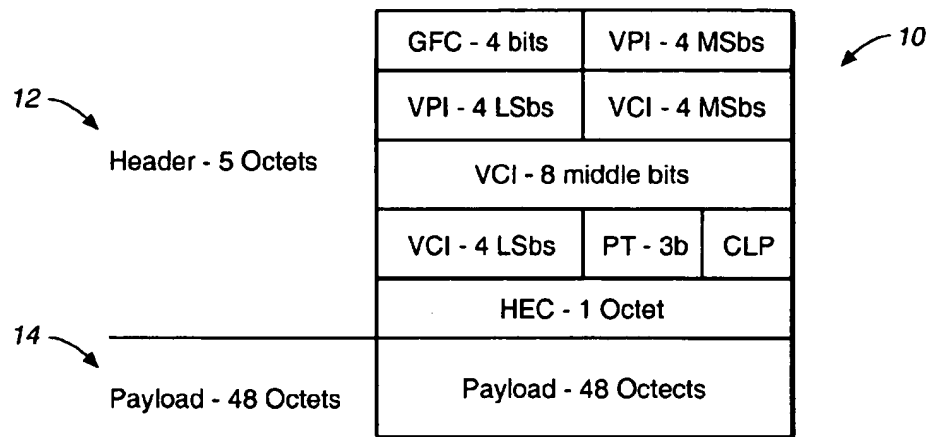 GFC - 4 bits VPI - 4 MSbs
10
12
VPI - 4 LSbs VCI - 4 MSbs
Header - 5 Octets
VCI - 8 middle bits
VCI - 4 LSbs PT - 3b CLP
HEC - 1 Octet
14
Payload - 48 Octets
Payload - 48 Octects